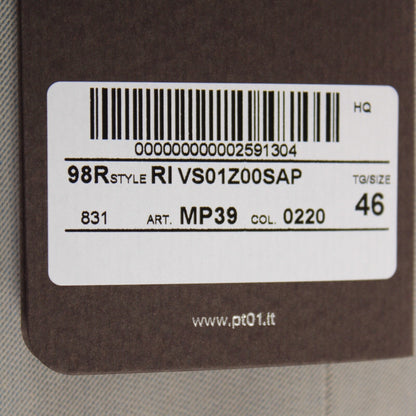 HQ
000000000002591304
98R STYLE RI VS01Z00SAP TG/SIZE
831 ART. MP39 COL. 0220 46
www.pt01.it